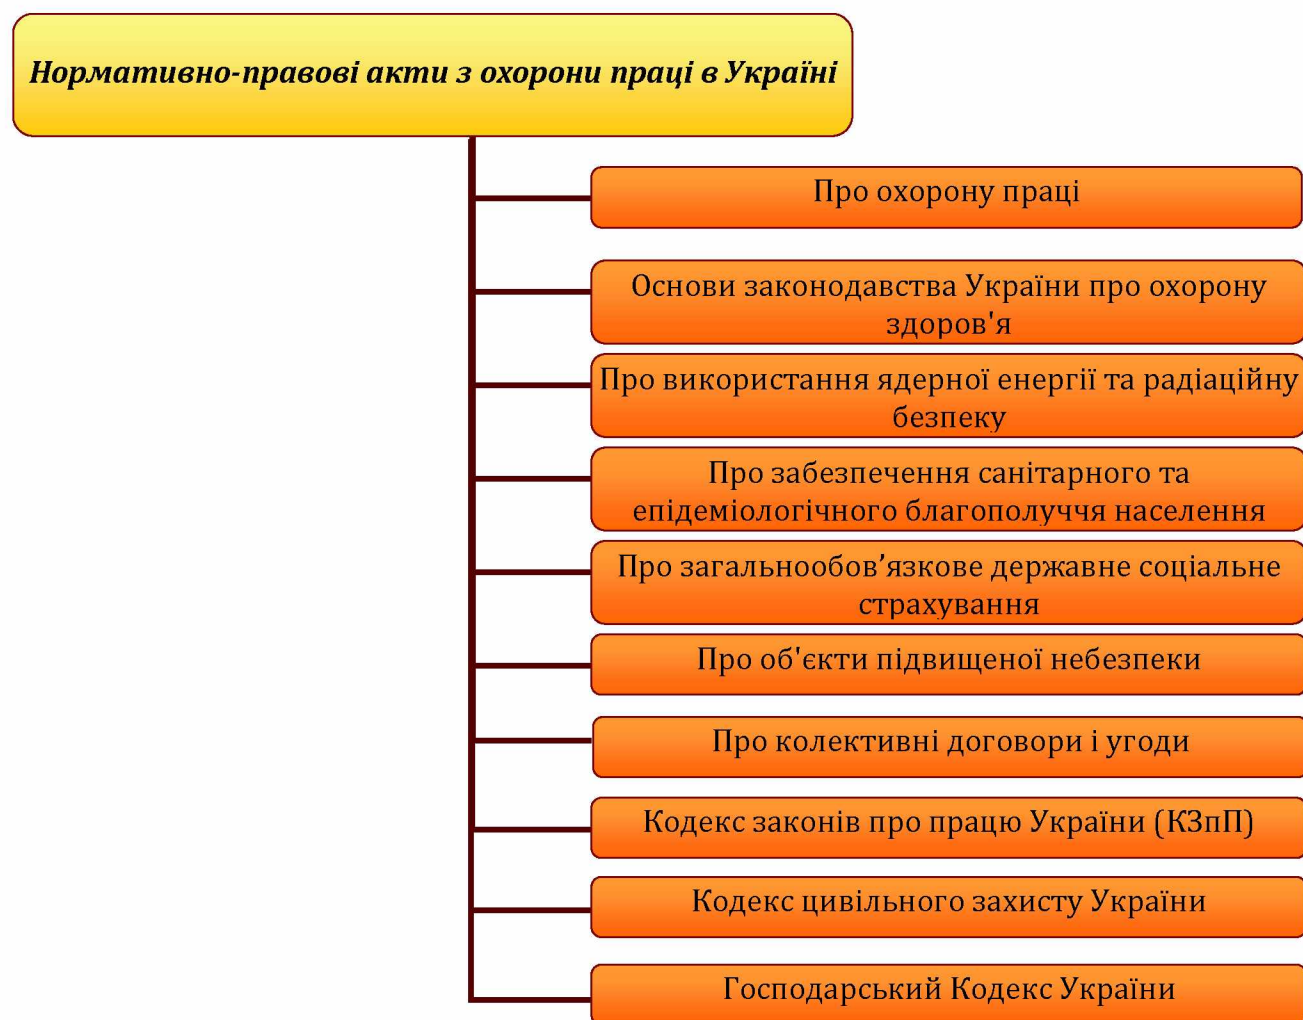 Нормативно-правові акти з охорони праці в Україні
Про охорону праці
Основи законодавства України про охорону
здоров'я
Про використання ядерної енергії та радіаційну
безпеку
Про забезпечення санітарного та
епідеміологічного благополуччя населення
Про загальнообов’язкове державне соціальне
страхування
Про об'єкти підвищеної небезпеки
Про колективні договори і угоди
Кодекс законів про працю України (КЗпП)
Кодекс цивільного захисту України
Господарський Кодекс України